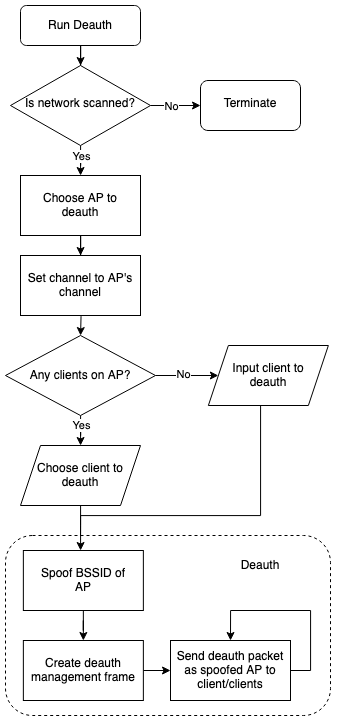 Run Deauth
Is network scanned?
No
Terminate
Yes
Choose AP to
deauth
Set channel to AP's
channel
Any clients on AP?
No
Input client to
deauth
Yes
Choose client to
deauth
Deauth
Spoof BSSID of
AP
Create deauth
management frame
Send deauth packet
as spoofed AP to
client/clients